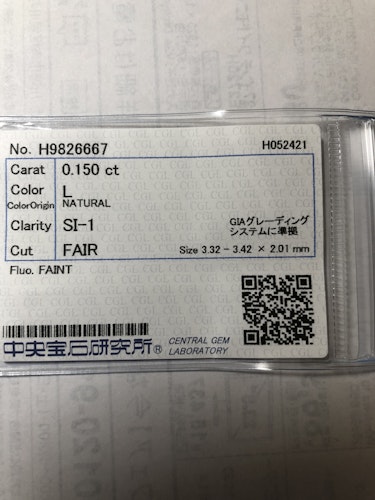 No. H9826667 H052421
Carat 0.150 ct
Color L
ColorOrigin NATURAL
Clarity SI-1 GIAグレーディング
システムに準拠
Cut FAIR Size 3.32 - 3.42 × 2.01 mm
Fluo. FAINT
中央宝石研究所® CENTRAL GEM
LABORATORY